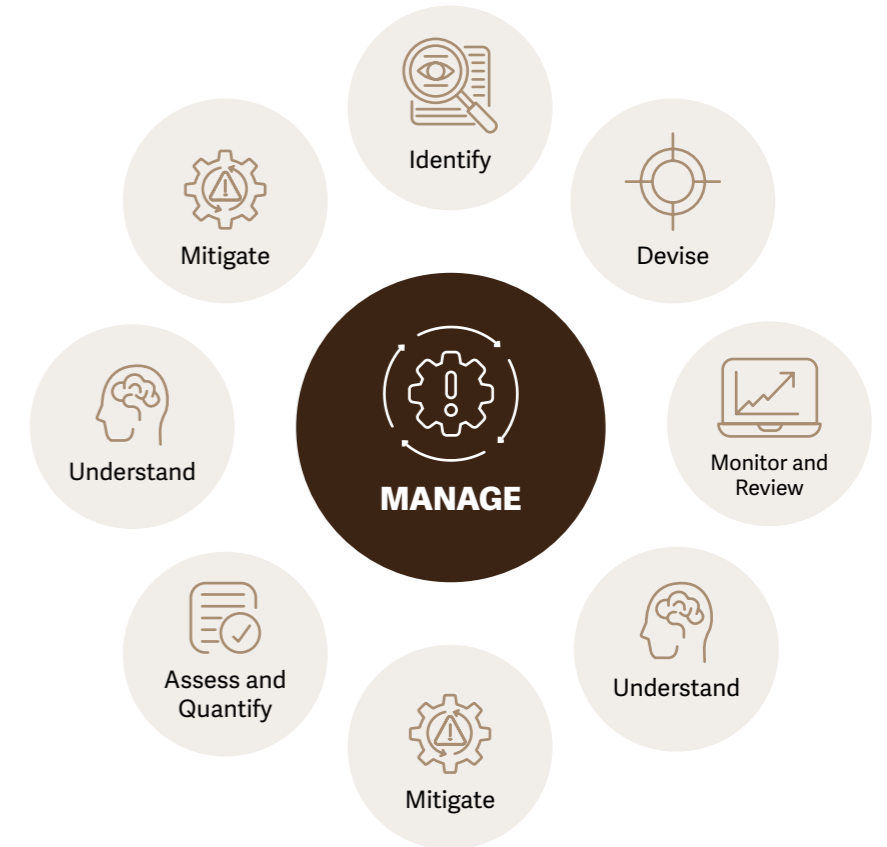 Identify
Devise
Monitor and
Review
Understand
Mitigate
Assess and
Quantify
Understand
Mitigate
MANAGE